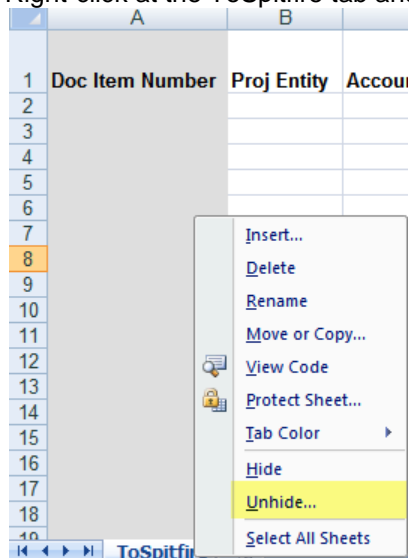 Right-click at the ToSpitfire tab and
A B
1 Doc Item Number Proj Entity Accou
2
3
4
5
6
7 Insert...
8 Delete
9 Rename
10
11 Move or Copy...
12 View Code
13 Protect Sheet...
14
15 Tab Color
16 Hide
17
18 Unhide...
19 Select All Sheets
ToSpitfir